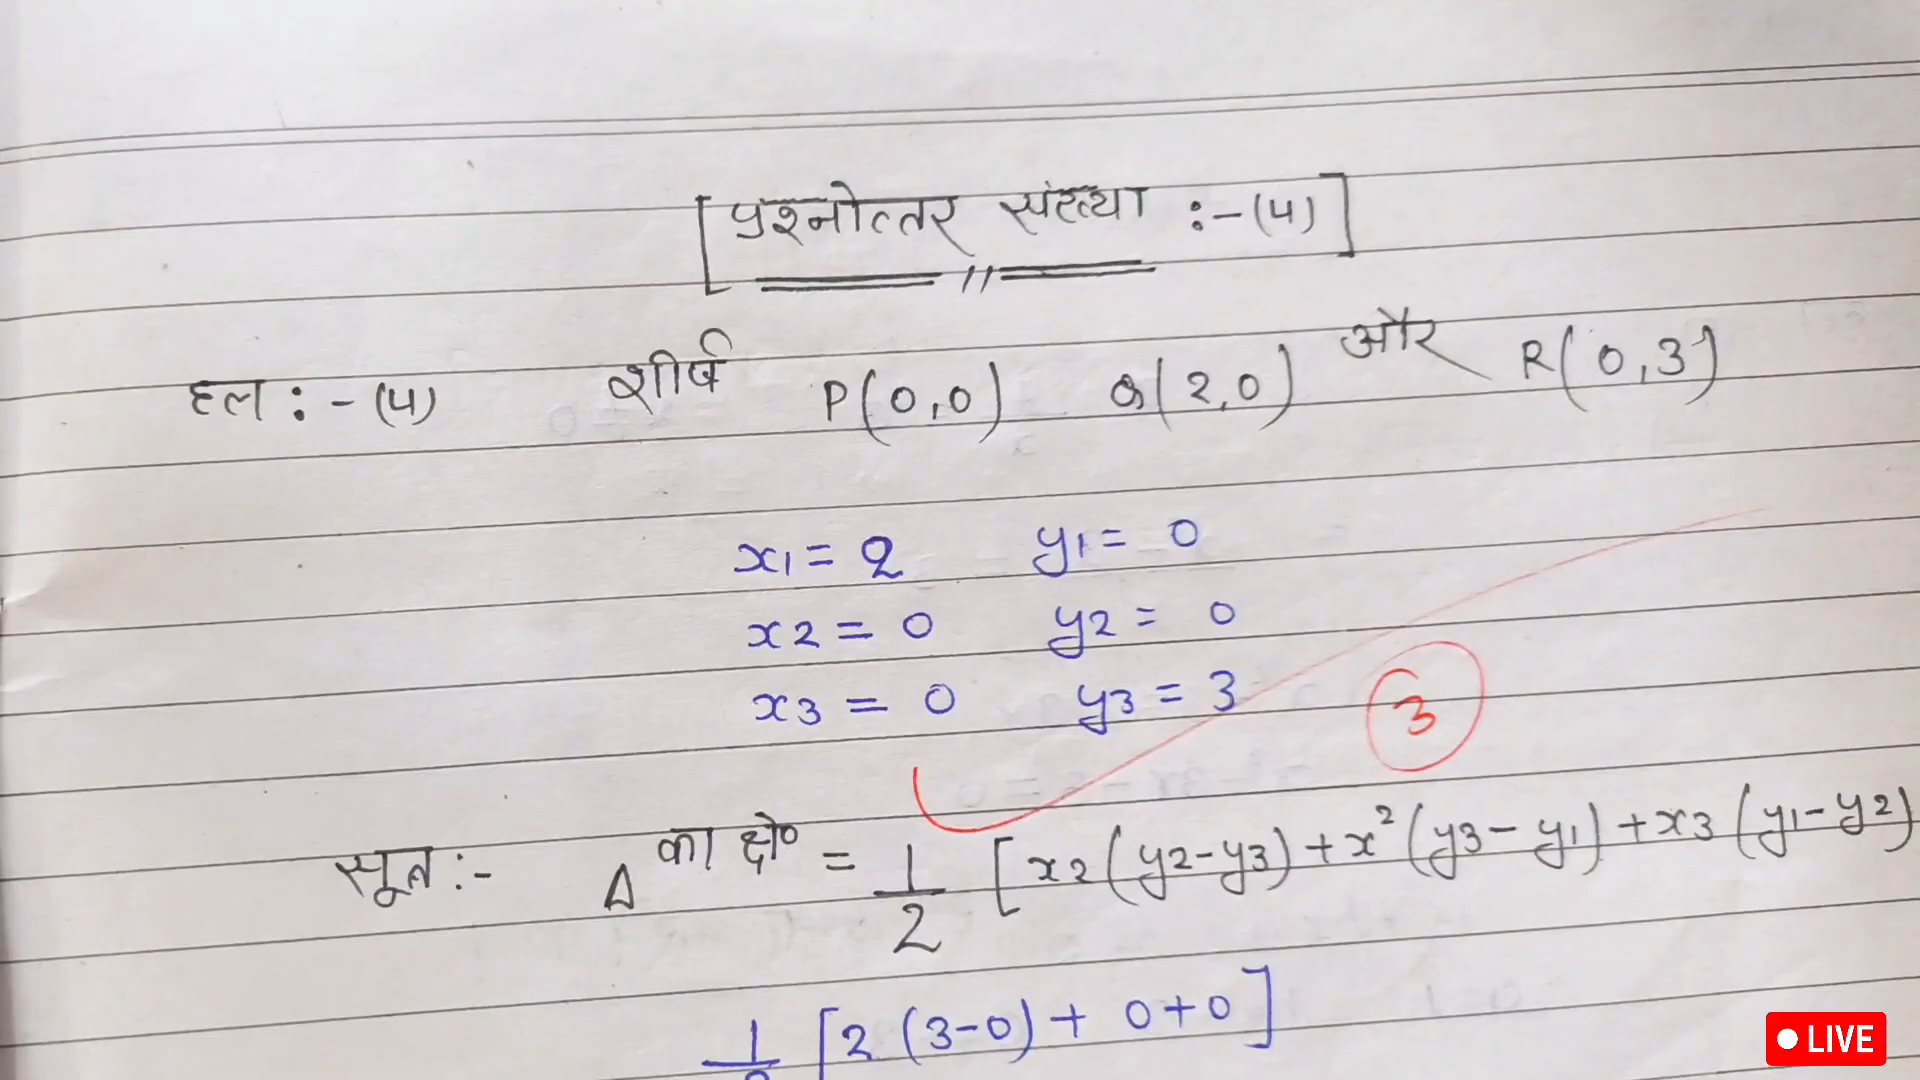 [प्रश्नोत्तर संख्या :- (4)]
हल :- (4) शीर्ष P(0,0) Q(2,0) और R(0,3)
x1 = 2 y1 = 0
x2 = 0 y2 = 0
x3 = 0 y3 = 3
3
सूत्र :- Δ का क्षे० = 1/2 [x2(y2-y3)+x²(y3-y1)+x3(y1-y2)
1/2 [2(3-0)+ 0+0]
LIVE